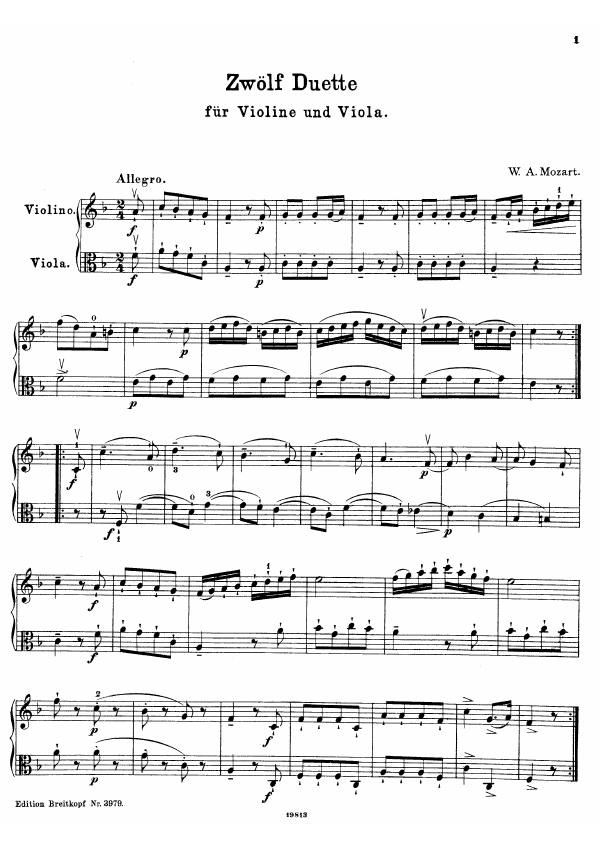 1
Zwölf Duette
für Violine und Viola.
W. A. Mozart.
Allegro.
Violino.
Viola.
f p
f p
Edition Breitkopf Nr. 3979.
19813